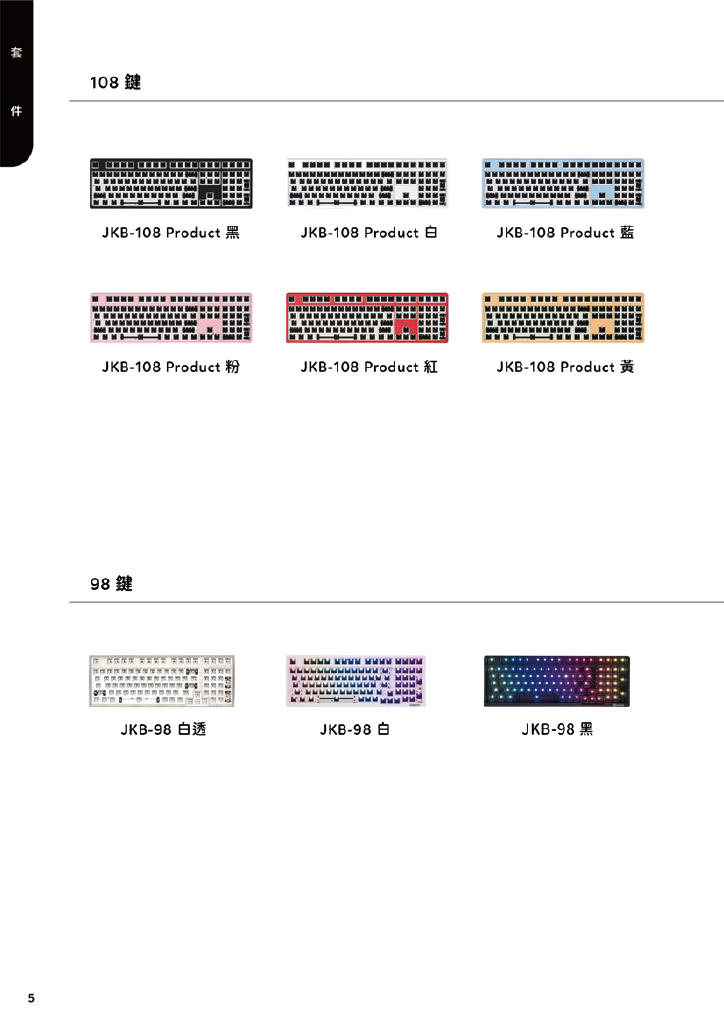 套
件
108 鍵
JKB-108 Product 黑
JKB-108 Product 白
JKB-108 Product 藍
JKB-108 Product 粉
JKB-108 Product 紅
JKB-108 Product 黃
98 鍵
JKB-98 白透
JKB-98 白
JKB-98 黑
5